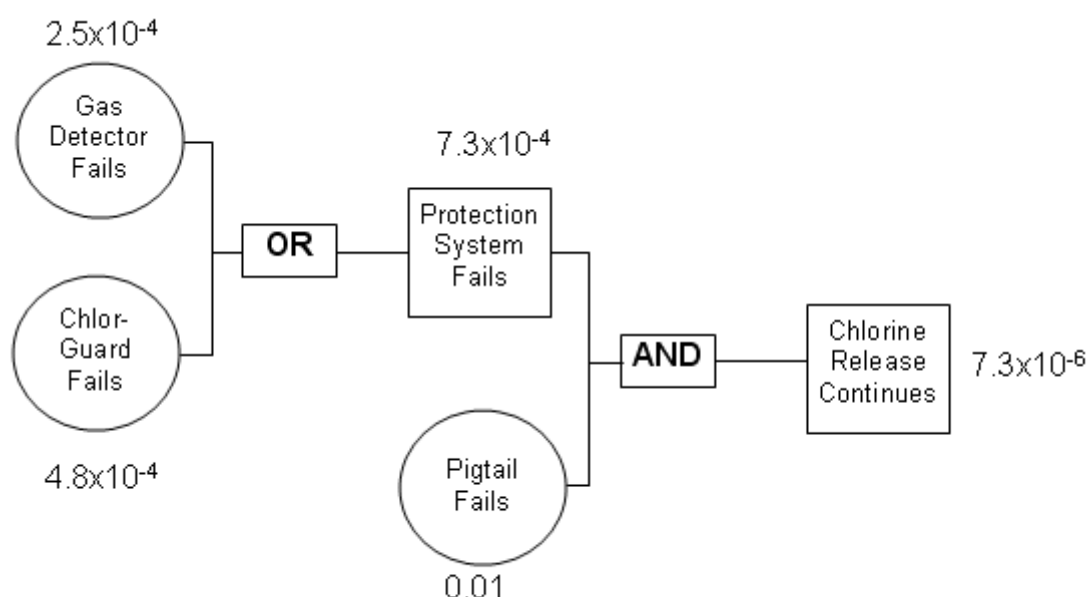 2.5x10⁻⁴
Gas
Detector
Fails
OR
Chlor-
Guard
Fails
4.8x10⁻⁴
7.3x10⁻⁴
Protection
System
Fails
AND
Pigtail
Fails
0.01
Chlorine
Release
Continues
7.3x10⁻⁶